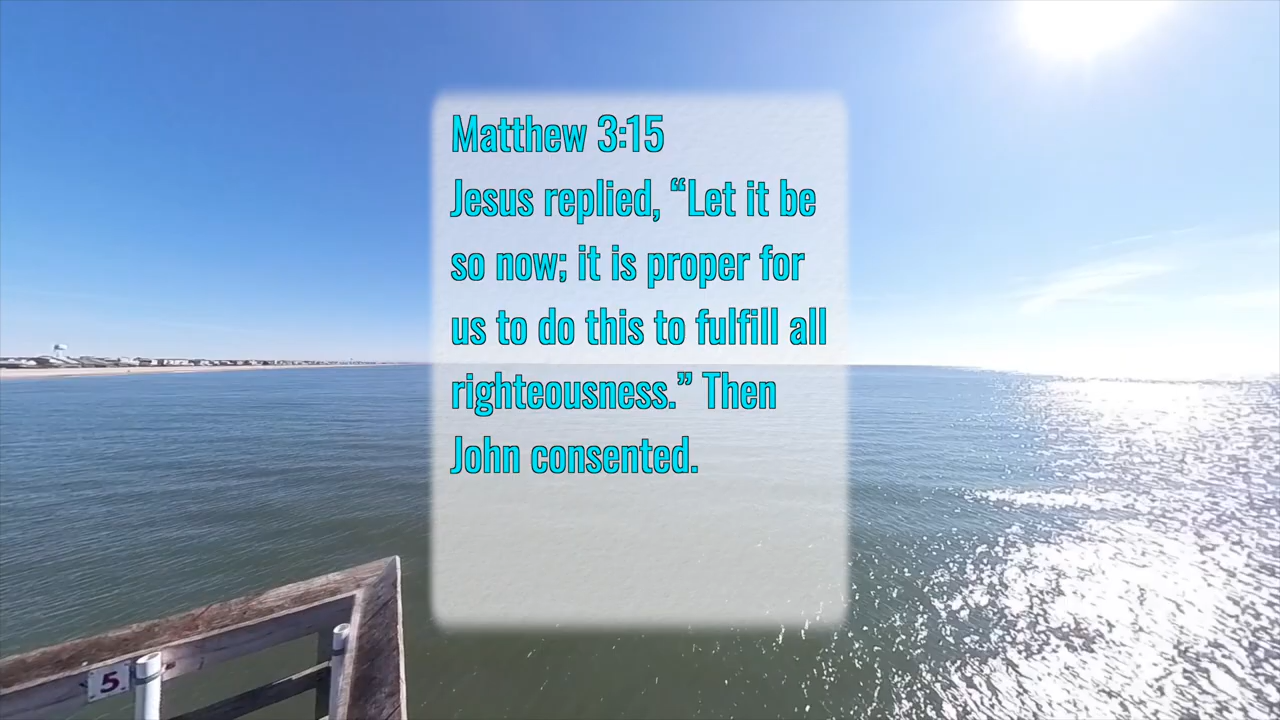 Matthew 3:15
Jesus replied, “Let it be
so now; it is proper for
us to do this to fulfill all
righteousness.” Then
John consented.
5